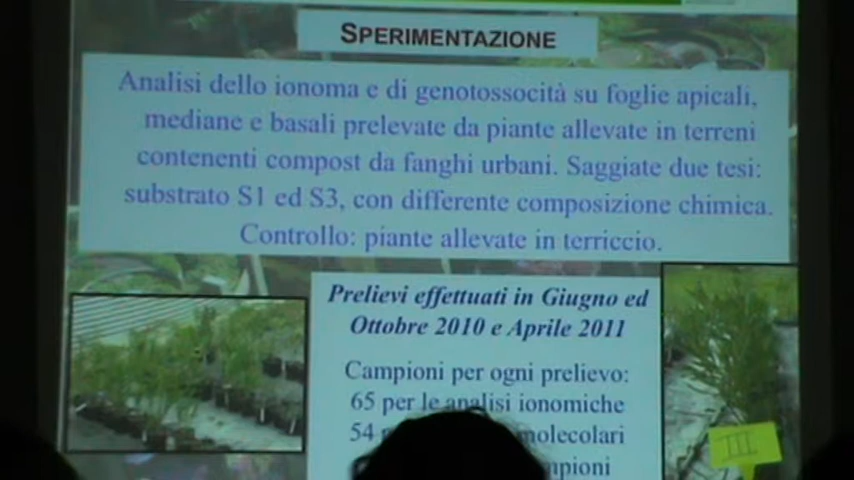 SPERIMENTAZIONE
Analisi dello ionoma e di genotossocità su foglie apicali,
mediane e basali prelevate da piante allevate in terreni
contenenti compost da fanghi urbani. Saggiate due tesi:
substrato S1 ed S3, con differente composizione chimica.
Controllo: piante allevate in terriccio.
Prelievi effettuati in Giugno ed
Ottobre 2010 e Aprile 2011
Campioni per ogni prelievo:
65 per le analisi ionomiche
54 molecolari
III